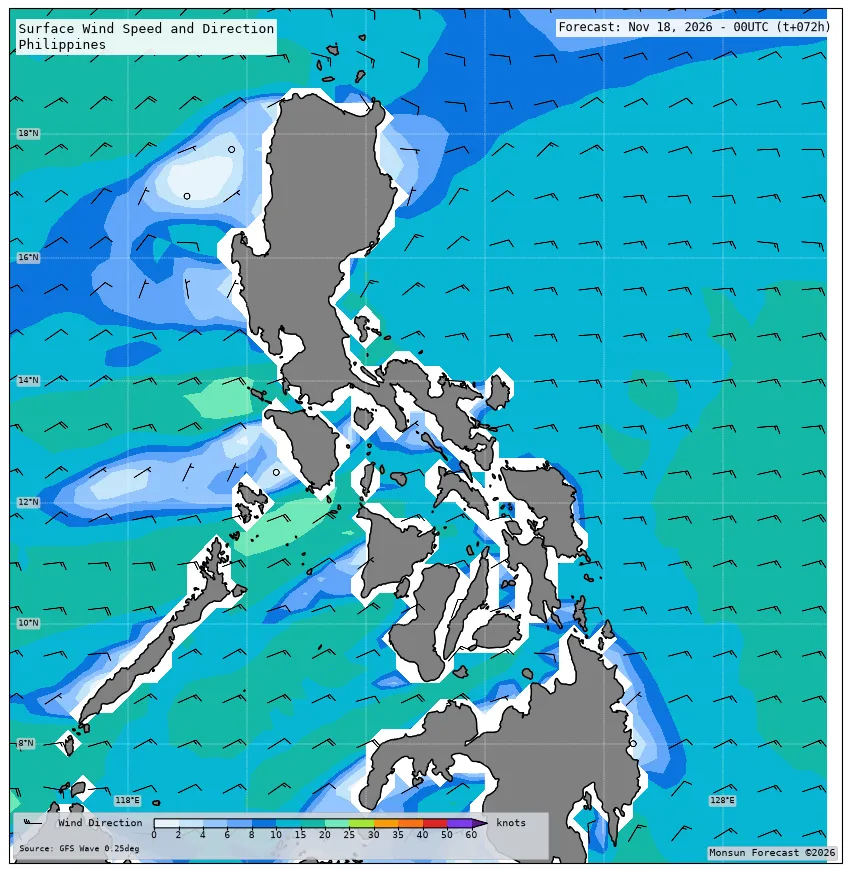 Surface Wind Speed and Direction
Philippines
Forecast: Nov 18, 2026 - 00UTC (t+072h)
18°N
16°N
14°N
12°N
10°N
8°N
118°E
128°E
Wind Direction
0 2 4 6 8 10 15 20 25 30 35 40 50 60
knots
Source: GFS Wave 0.25deg
Monsun Forecast ©2026